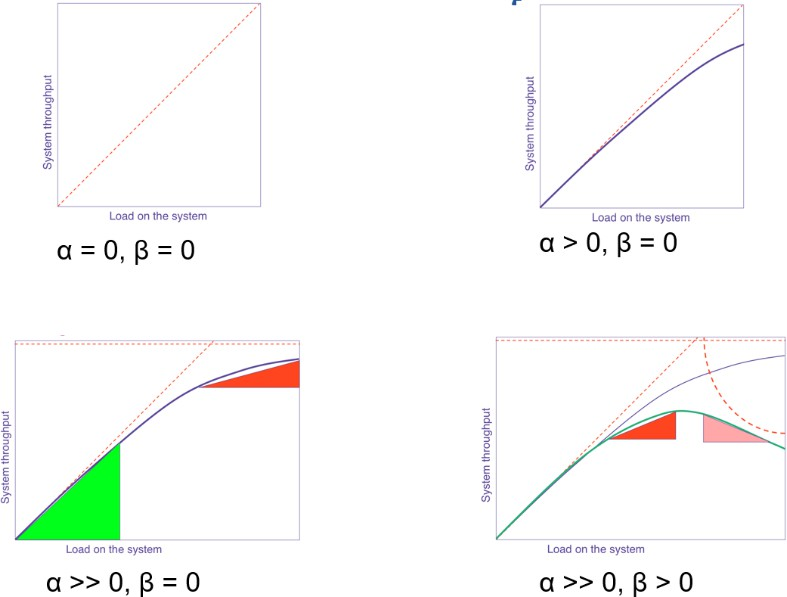 System throughput
Load on the system
α = 0, β = 0
System throughput
Load on the system
α > 0, β = 0
System throughput
Load on the system
α >> 0, β = 0
System throughput
Load on the system
α >> 0, β > 0